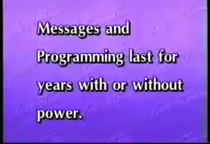 Messages and
Programming last for
years with or without
power.